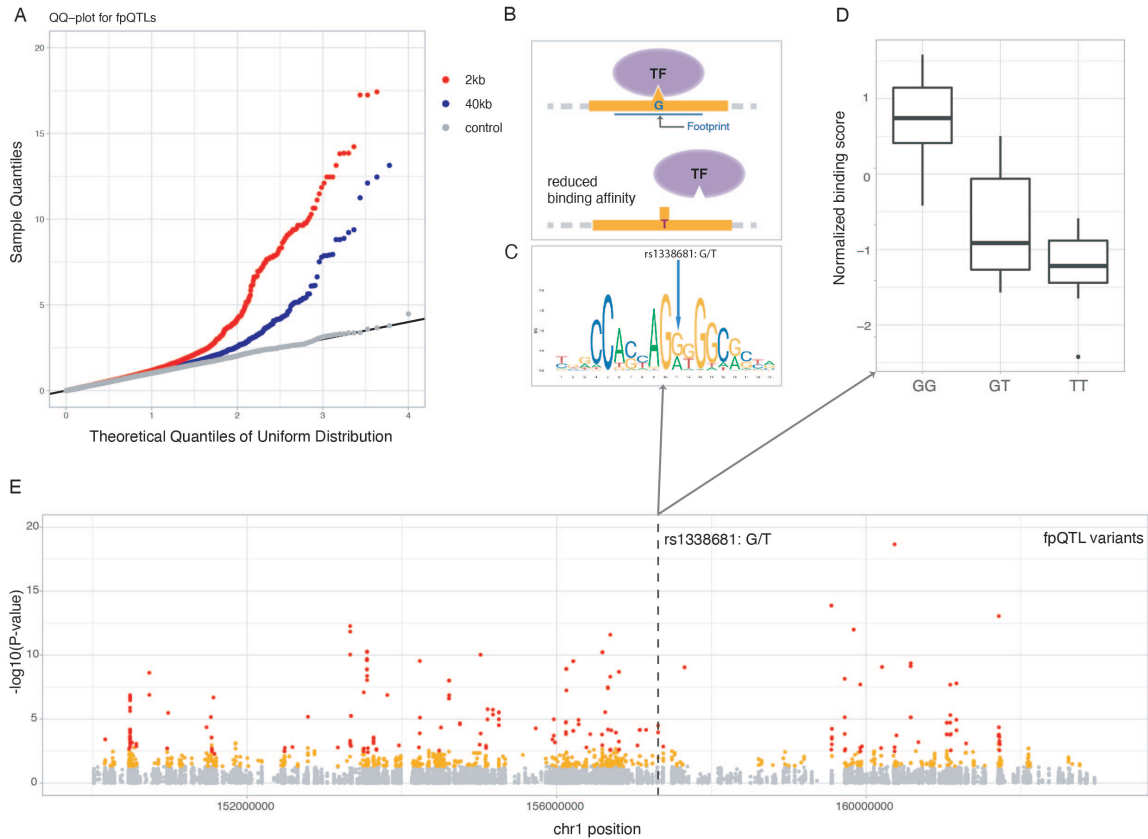 A
QQ−plot for fpQTLs
20
15
10
5
0
Sample Quantiles
0 1 2 3 4
Theoretical Quantiles of Uniform Distribution
2kb
40kb
control
B
TF
G
Footprint
reduced
binding affinity
TF
T
C
rs1338681: G/T
D
Normalized binding score
1
0
−1
−2
GG GT TT
E
20
15
10
5
0
-log10(P-value)
rs1338681: G/T
fpQTL variants
152000000 156000000 160000000
chr1 position